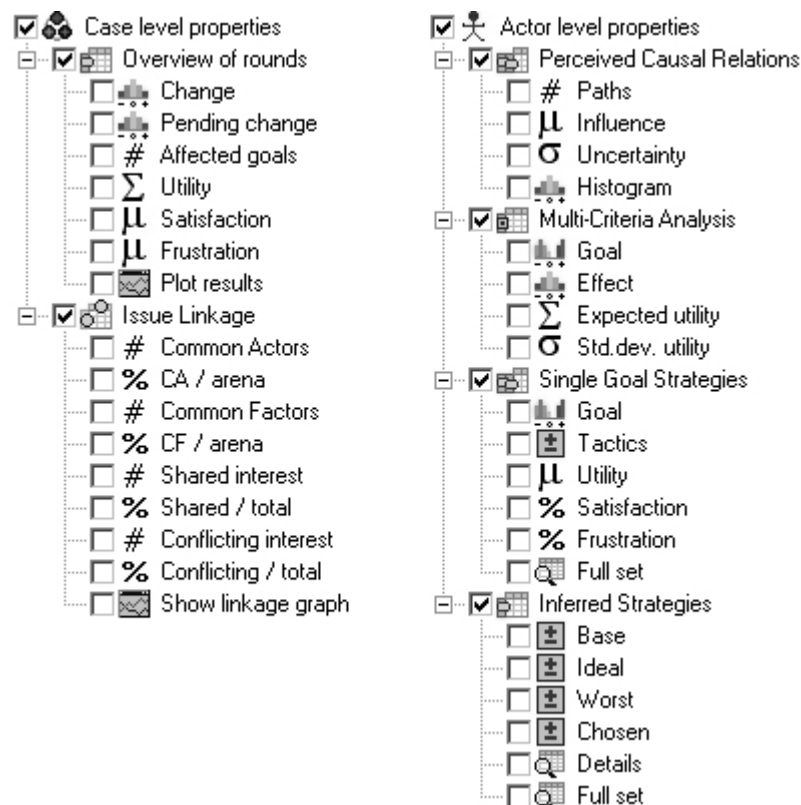 Case level properties
Overview of rounds
Change
Pending change
# Affected goals
Σ Utility
μ Satisfaction
μ Frustration
Plot results
Issue Linkage
# Common Actors
% CA / arena
# Common Factors
% CF / arena
# Shared interest
% Shared / total
# Conflicting interest
% Conflicting / total
Show linkage graph
Actor level properties
Perceived Causal Relations
# Paths
μ Influence
σ Uncertainty
Histogram
Multi-Criteria Analysis
Goal
Effect
Σ Expected utility
σ Std.dev. utility
Single Goal Strategies
Goal
± Tactics
μ Utility
% Satisfaction
% Frustration
Full set
Inferred Strategies
± Base
± Ideal
± Worst
± Chosen
Details
Full set